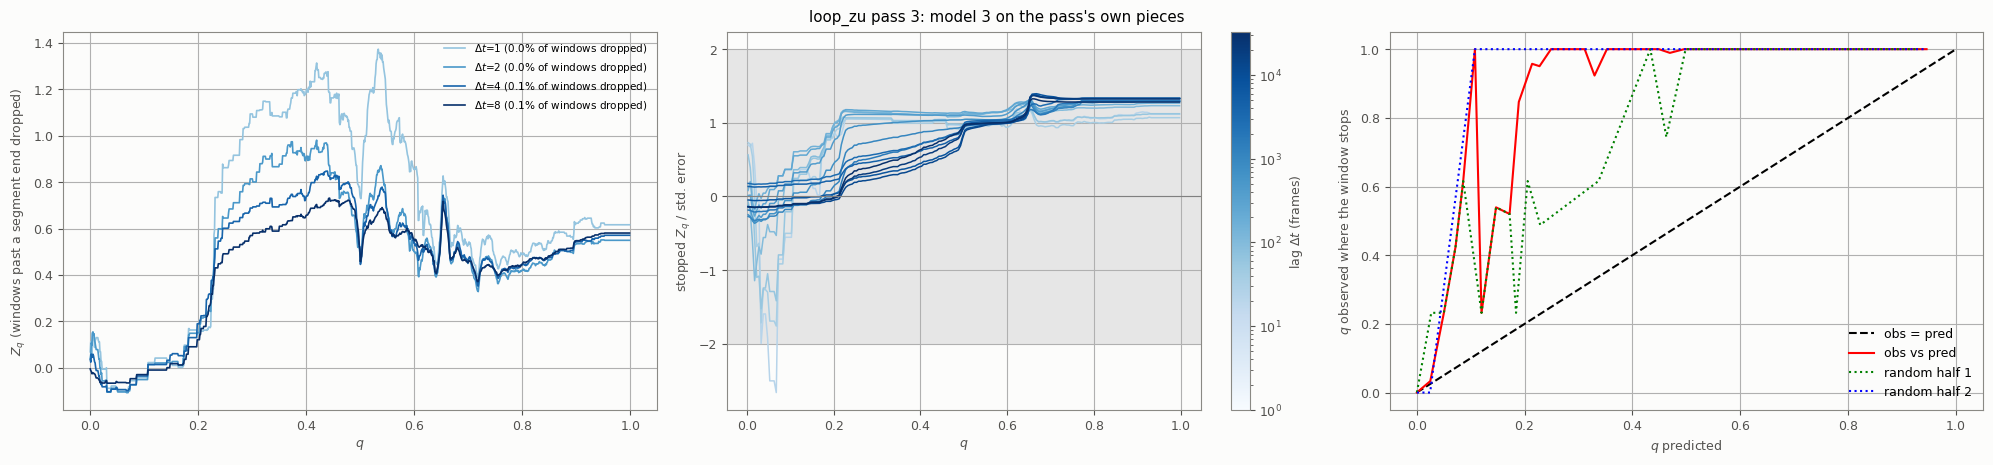 loop_zu pass 3: model 3 on the pass's own pieces
Z_q (windows past a segment end dropped)
1.4
1.2
1.0
0.8
0.6
0.4
0.2
0.0
Δt=1 (0.0% of windows dropped)
Δt=2 (0.0% of windows dropped)
Δt=4 (0.1% of windows dropped)
Δt=8 (0.1% of windows dropped)
0.0 0.2 0.4 0.6 0.8 1.0
q
stopped Z_q / std. error
2
1
0
−1
−2
0.0 0.2 0.4 0.6 0.8 1.0
q
10^4
10^3
10^2
10^1
10^0
lag Δt (frames)
q observed where the window stops
1.0
0.8
0.6
0.4
0.2
0.0
obs = pred
obs vs pred
random half 1
random half 2
0.0 0.2 0.4 0.6 0.8 1.0
q predicted